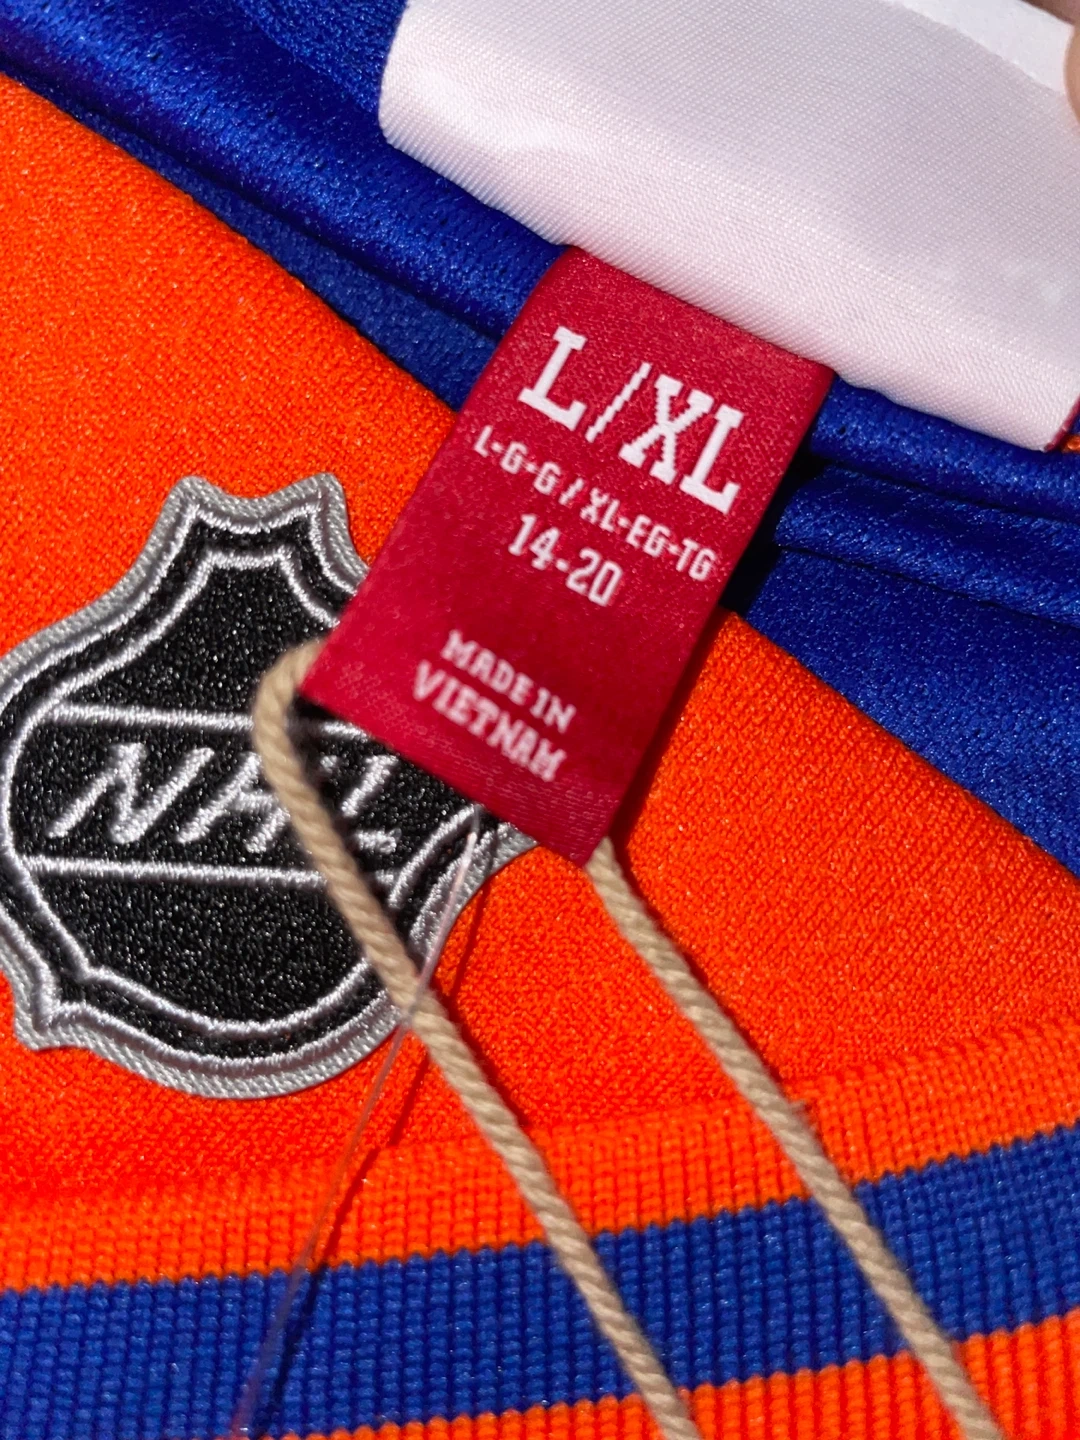 L/XL
L-G-G / XL-EG-TG
14-20
MADE IN
VIETNAM
NHL